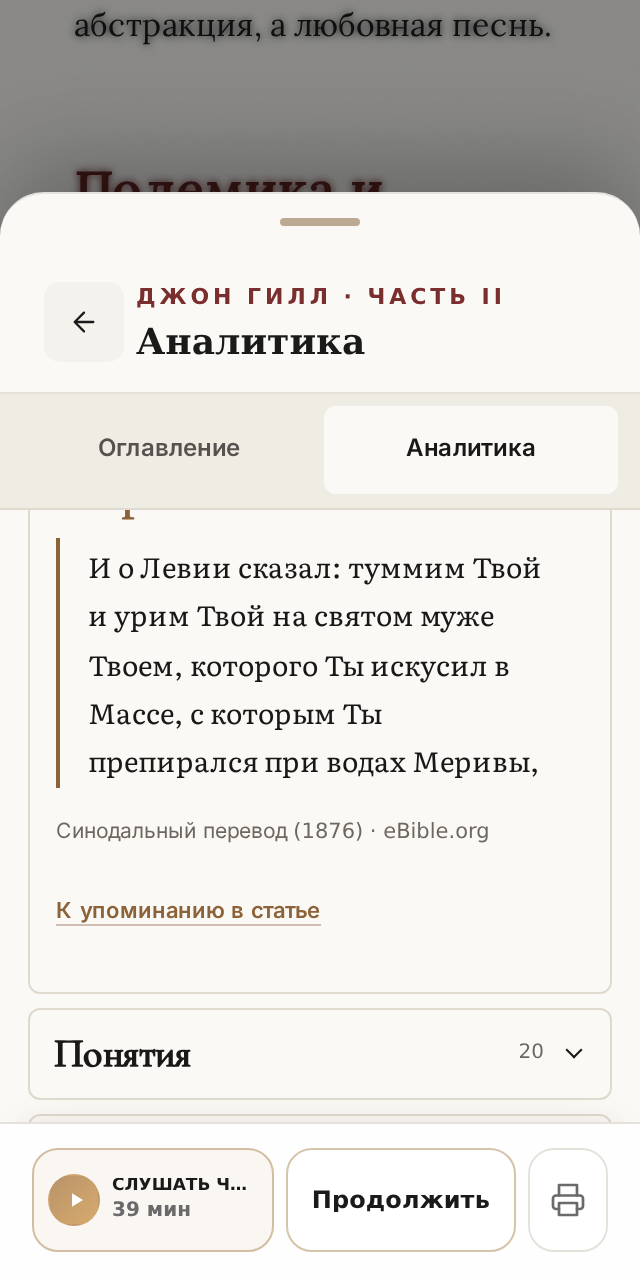 абстракция, а любовная песнь.
Полемика и
ДЖОН ГИЛЛ · ЧАСТЬ II
Аналитика
Оглавление
Аналитика
И о Левии сказал: туммим Твой
и урим Твой на святом муже
Твоем, которого Ты искусил в
Массе, с которым Ты
препирался при водах Меривы,
Синодальный перевод (1876) · eBible.org
К упоминанию в статье
Понятия
20
СЛУШАТЬ Ч...
39 мин
Продолжить